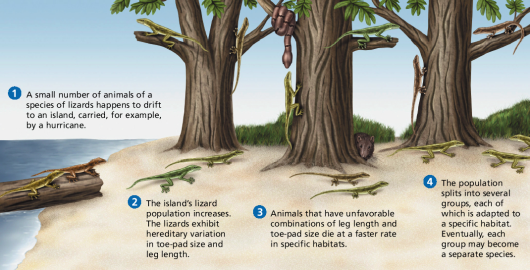 1 A small number of animals of a
species of lizards happens to drift
to an island, carried, for example,
by a hurricane.
2 The island's lizard
population increases.
The lizards exhibit
hereditary variation
in toe-pad size and
leg length.
3 Animals that have unfavorable
combinations of leg length and
toe-pad size die at a faster rate
in specific habitats.
4 The population
splits into several
groups, each of
which is adapted to
a specific habitat.
Eventually, each
group may become
a separate species.